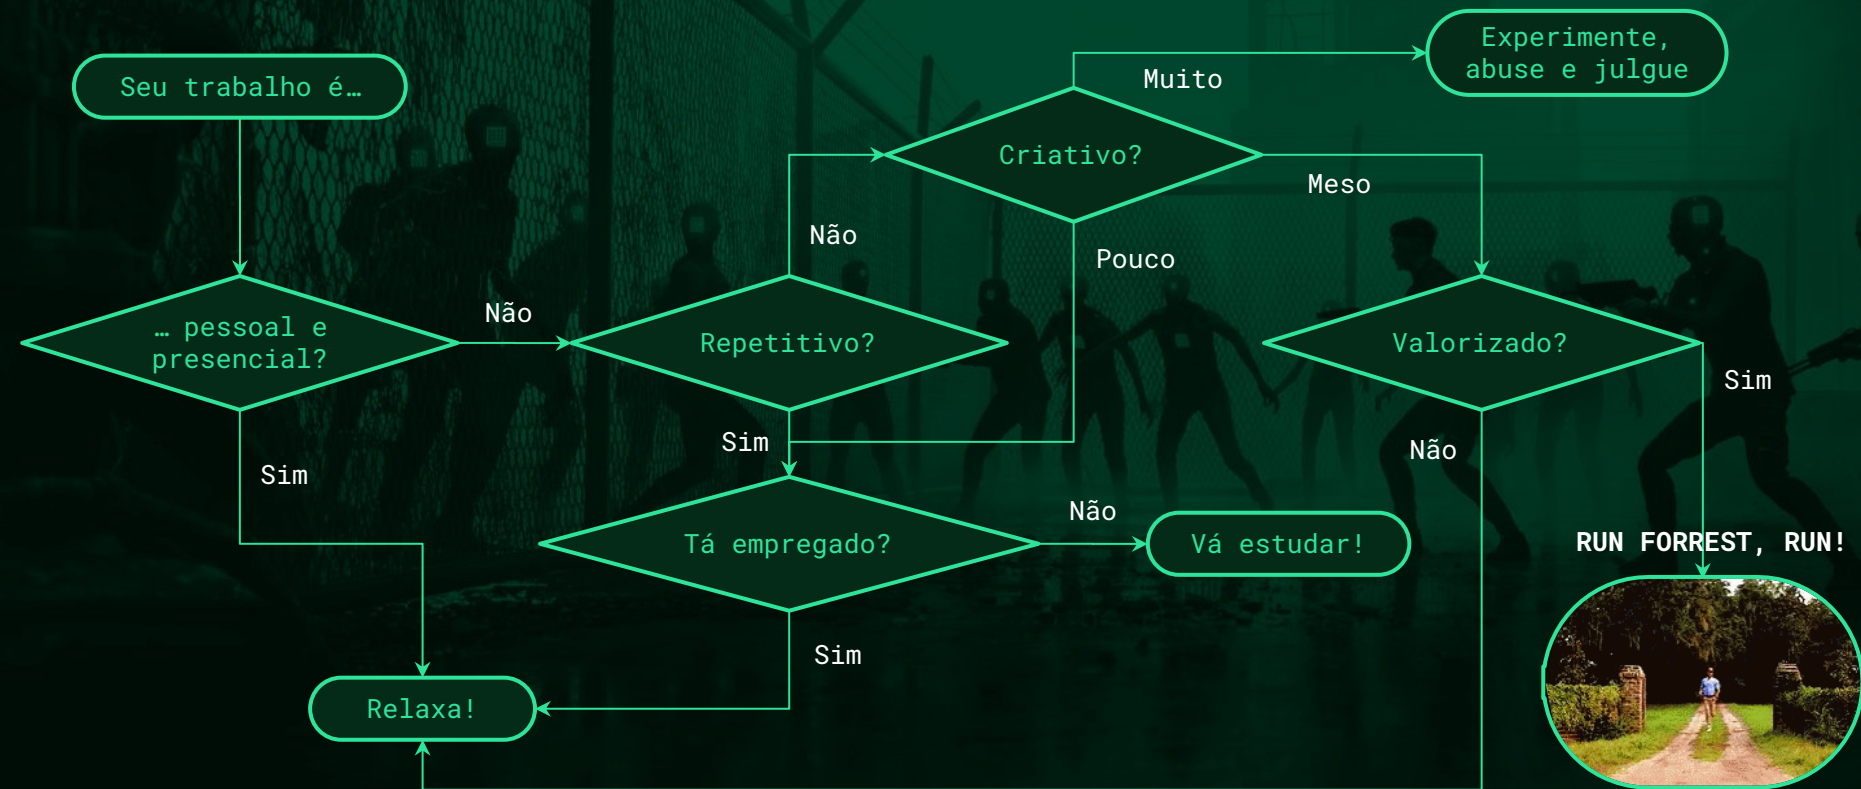 Seu trabalho é…
Experimente,
abuse e julgue
Muito
Criativo?
Meso
Não
Pouco
Não
… pessoal e
presencial?
Repetitivo?
Valorizado?
Sim
Sim
Não
Sim
Não
Tá empregado?
Vá estudar!
RUN FORREST, RUN!
Sim
Relaxa!